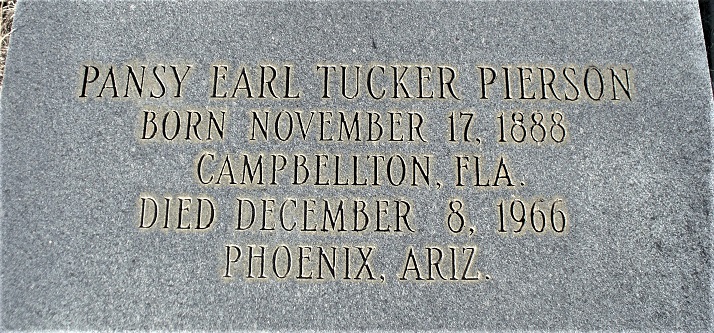 PANSY EARL TUCKER PIERSON
BORN NOVEMBER 17, 1888
CAMPBELLTON, FLA.
DIED DECEMBER 8, 1966
PHOENIX, ARIZ.